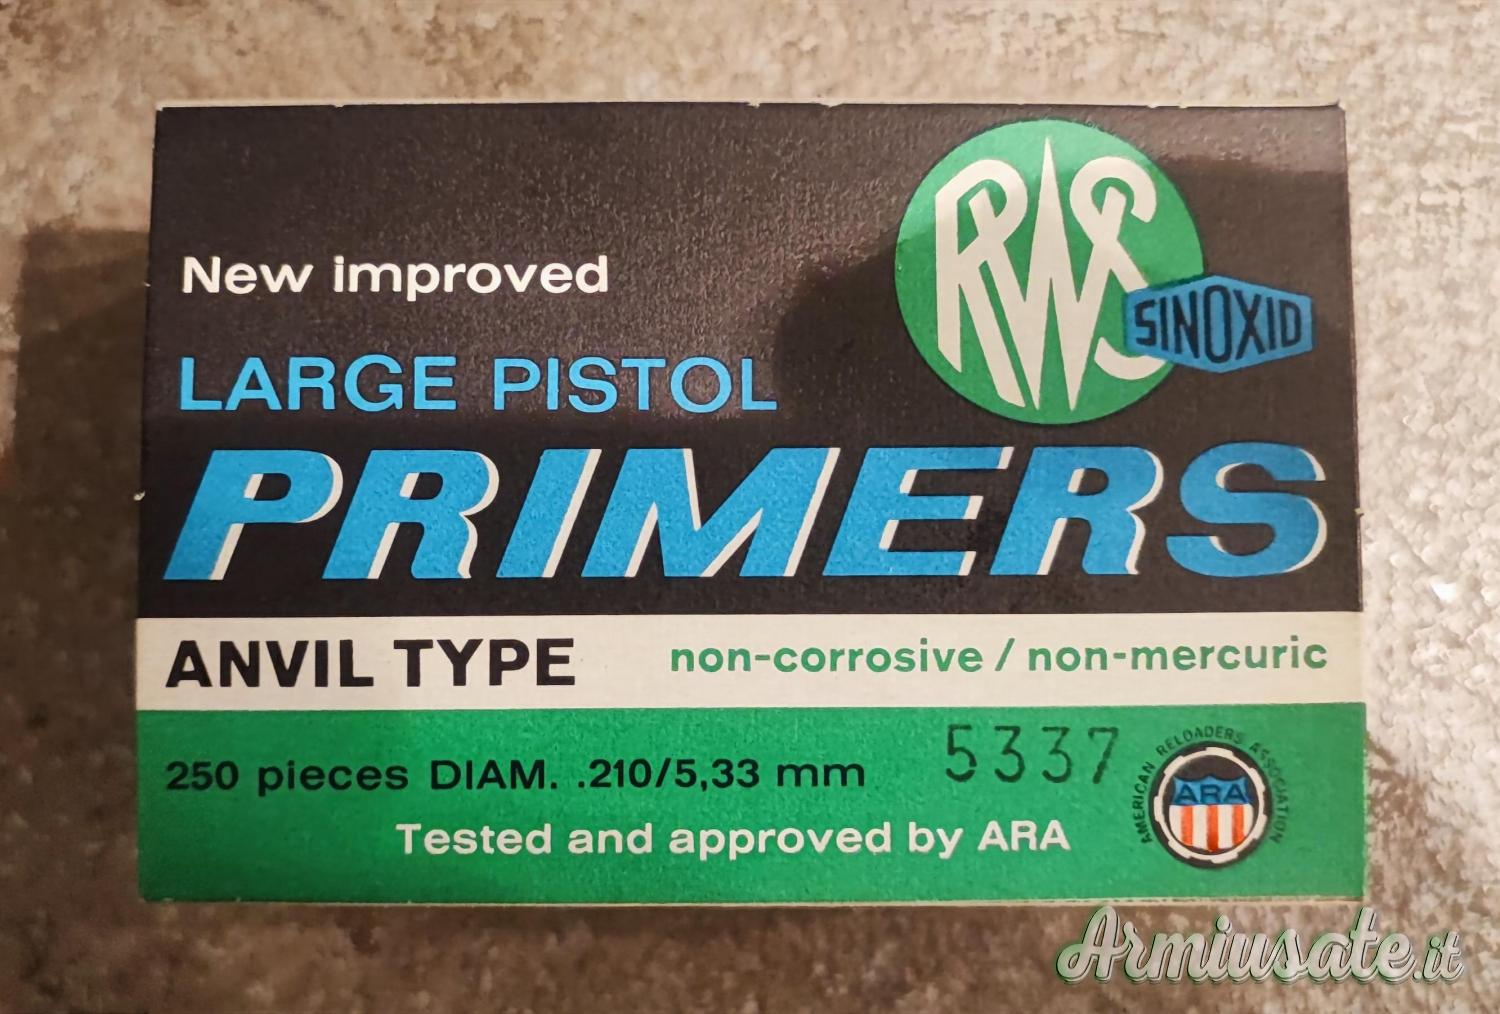 RWS
SINOXID
New improved
LARGE PISTOL
PRIMERS
ANVIL TYPE
non-corrosive / non-mercuric
250 pieces DIAM. .210/5,33 mm
5337
AMERICAN RELOADERS ASSOCIATION
ARA
Tested and approved by ARA
Armiusate.it